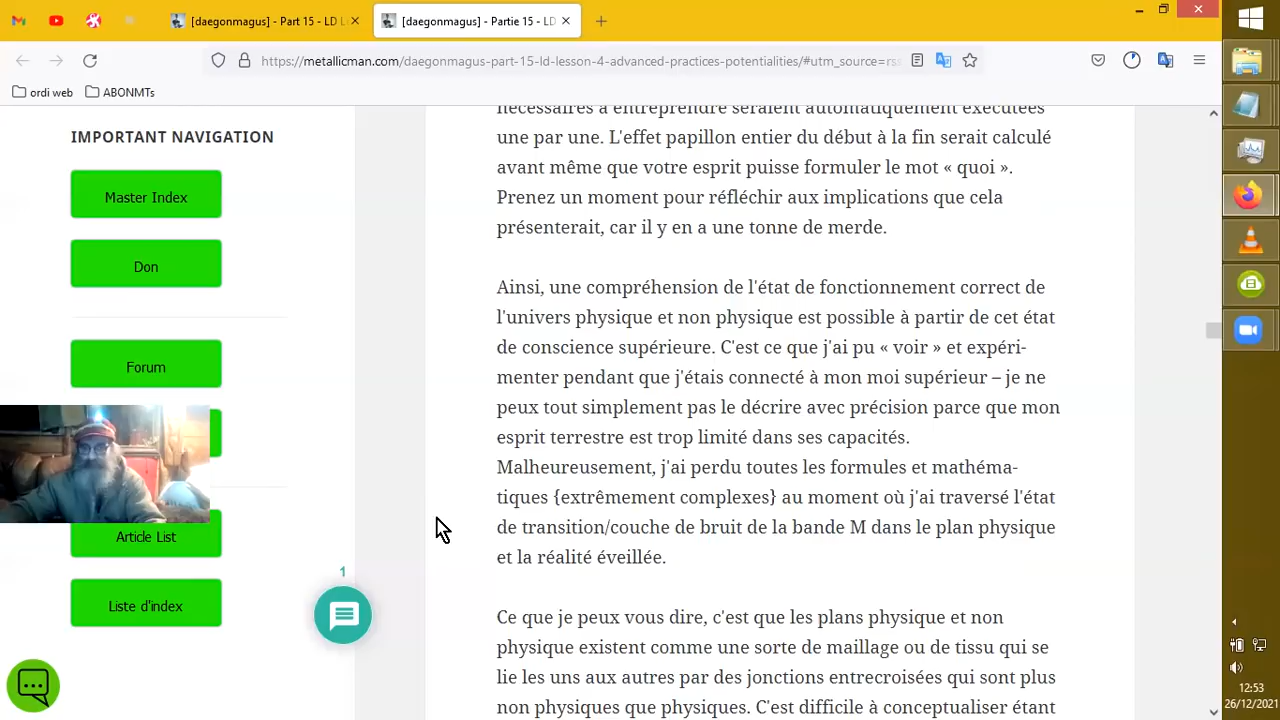 [daegonmagus] - Part 15 - LD L
[daegonmagus] - Partie 15 - LD
https://metallicman.com/daegonmagus-part-15-ld-lesson-4-advanced-practices-potentialities/#utm_source=rs
ordi web
ABONMTs
IMPORTANT NAVIGATION
Master Index
Don
Forum
Article List
Liste d'index
1
nécessaires à entreprendre seraient automatiquement exécutées
une par une. L'effet papillon entier du début à la fin serait calculé
avant même que votre esprit puisse formuler le mot « quoi ».
Prenez un moment pour réfléchir aux implications que cela
présenterait, car il y en a une tonne de merde.
Ainsi, une compréhension de l'état de fonctionnement correct de
l'univers physique et non physique est possible à partir de cet état
de conscience supérieure. C'est ce que j'ai pu « voir » et expéri-
menter pendant que j'étais connecté à mon moi supérieur – je ne
peux tout simplement pas le décrire avec précision parce que mon
esprit terrestre est trop limité dans ses capacités.
Malheureusement, j'ai perdu toutes les formules et mathéma-
tiques {extrêmement complexes} au moment où j'ai traversé l'état
de transition/couche de bruit de la bande M dans le plan physique
et la réalité éveillée.
Ce que je peux vous dire, c'est que les plans physique et non
physique existent comme une sorte de maillage ou de tissu qui se
lie les uns aux autres par des jonctions entrecroisées qui sont plus
non physiques que physiques. C'est difficile à conceptualiser étant
12:53
26/12/2021